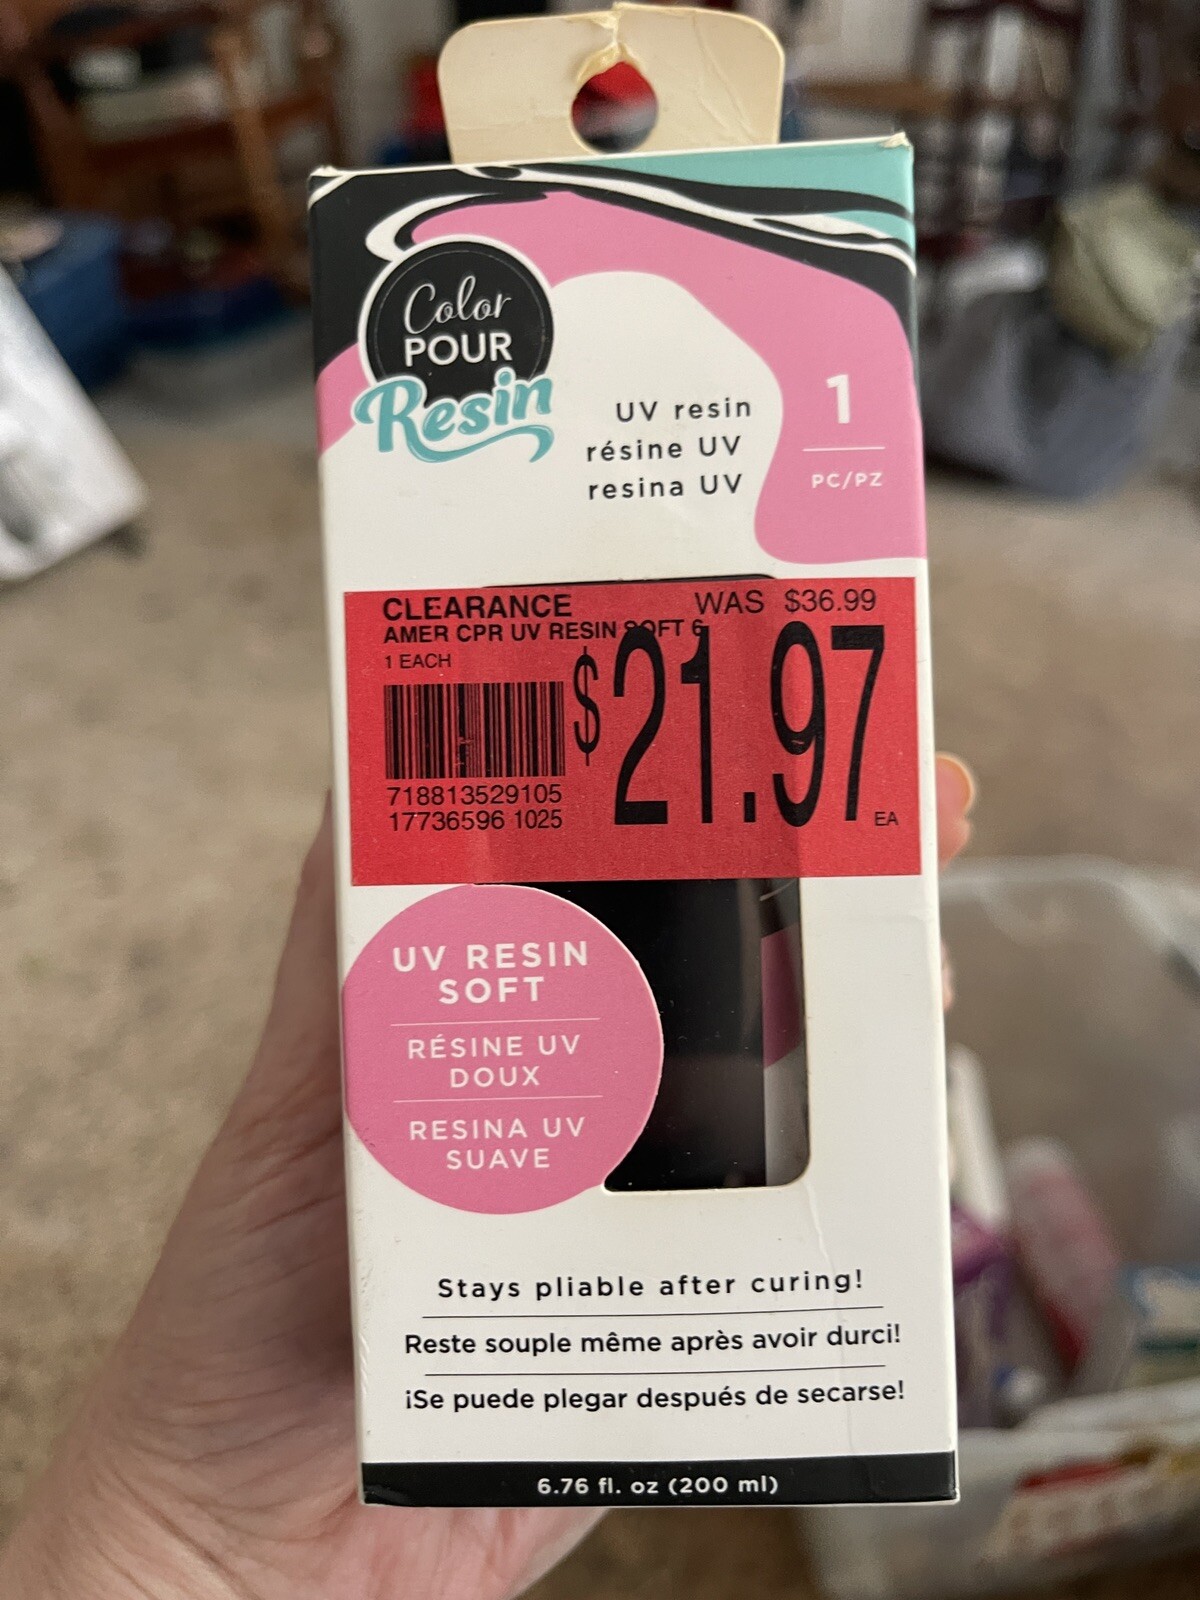 Color
POUR
Resin
UV resin
résine UV
resina UV
1
PC/PZ
CLEARANCE WAS $36.99
AMER CPR UV RESIN SOFT 6
1 EACH
$21.97
EA
718813529105
17736596 1025
UV RESIN
SOFT
RÉSINE UV
DOUX
RESINA UV
SUAVE
Stays pliable after curing!
Reste souple même après avoir durci!
¡Se puede plegar después de secarse!
6.76 fl. oz (200 ml)